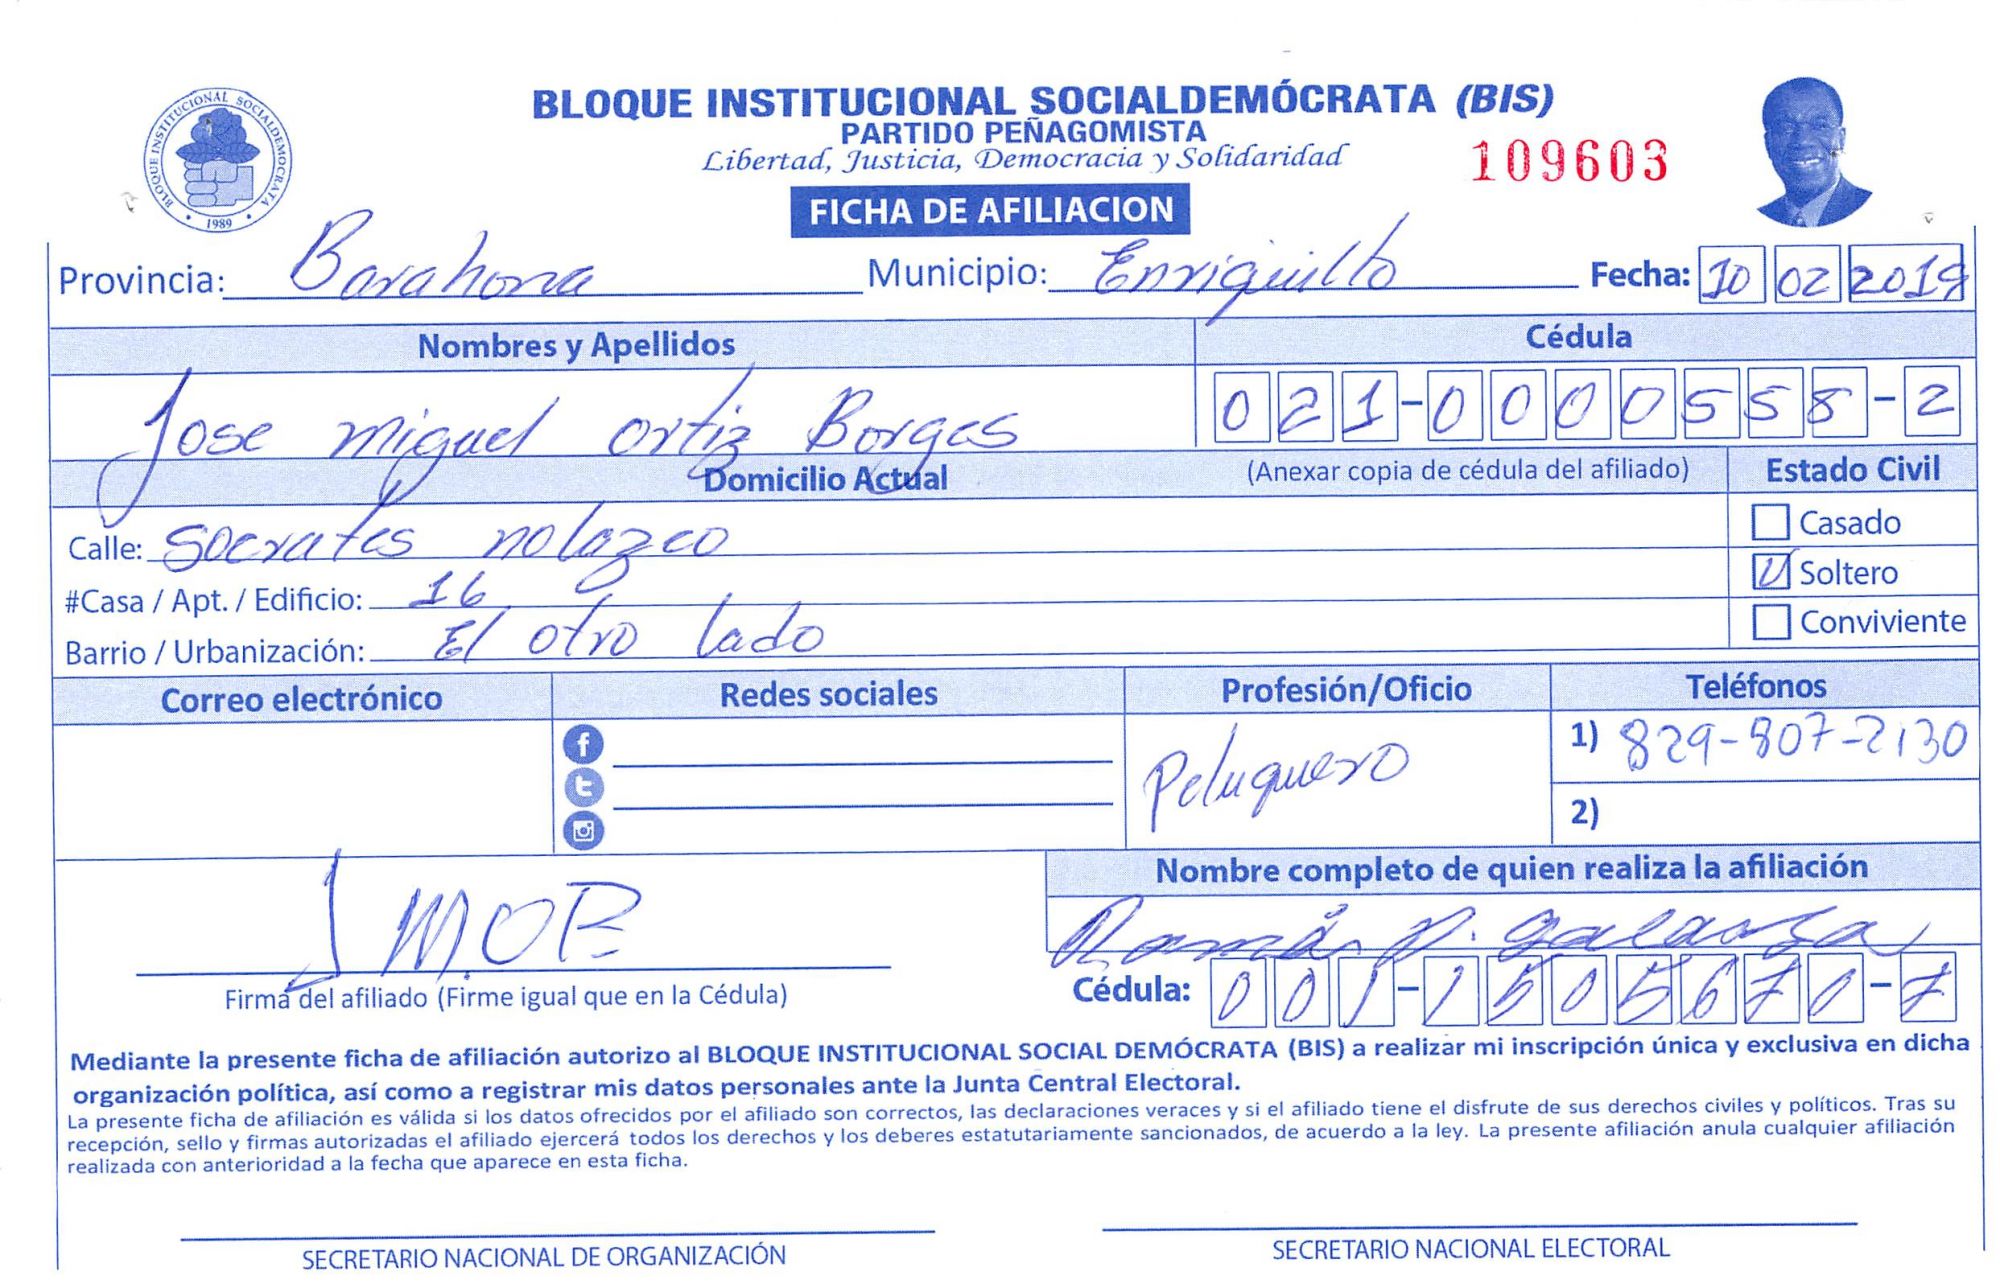 BLOQUE INSTITUCIONAL SOCIALDEMÓCRATA (BIS)
PARTIDO PEÑAGOMISTA
Libertad, Justicia, Democracia y Solidaridad
109603
BLOQUE INSTITUCIONAL SOCIALDEMOCRATA
1989
FICHA DE AFILIACION
Provincia: Barahona Municipio: Enriquillo Fecha: 10 02 2019
Nombres y Apellidos Cédula
Jose miguel ortiz Borges 021-0000558-2
Domicilio Actual (Anexar copia de cédula del afiliado) Estado Civil
Calle: Socrates nolazco Casado
#Casa / Apt. / Edificio: 16 Soltero
Barrio / Urbanización: El otro lado Conviviente
Correo electrónico Redes sociales Profesión/Oficio Teléfonos
Peluquero 1) 829-807-2130
2)
Nombre completo de quien realiza la afiliación
JMOB Ramón galarza
Firma del afiliado (Firme igual que en la Cédula) Cédula: 001-1505670-7
Mediante la presente ficha de afiliación autorizo al BLOQUE INSTITUCIONAL SOCIAL DEMÓCRATA (BIS) a realizar mi inscripción única y exclusiva en dicha
organización política, así como a registrar mis datos personales ante la Junta Central Electoral.
La presente ficha de afiliación es válida si los datos ofrecidos por el afiliado son correctos, las declaraciones veraces y si el afiliado tiene el disfrute de sus derechos civiles y políticos. Tras su
recepción, sello y firmas autorizadas el afiliado ejercerá todos los derechos y los deberes estatutariamente sancionados, de acuerdo a la ley. La presente afiliación anula cualquier afiliación
realizada con anterioridad a la fecha que aparece en esta ficha.
SECRETARIO NACIONAL DE ORGANIZACIÓN SECRETARIO NACIONAL ELECTORAL